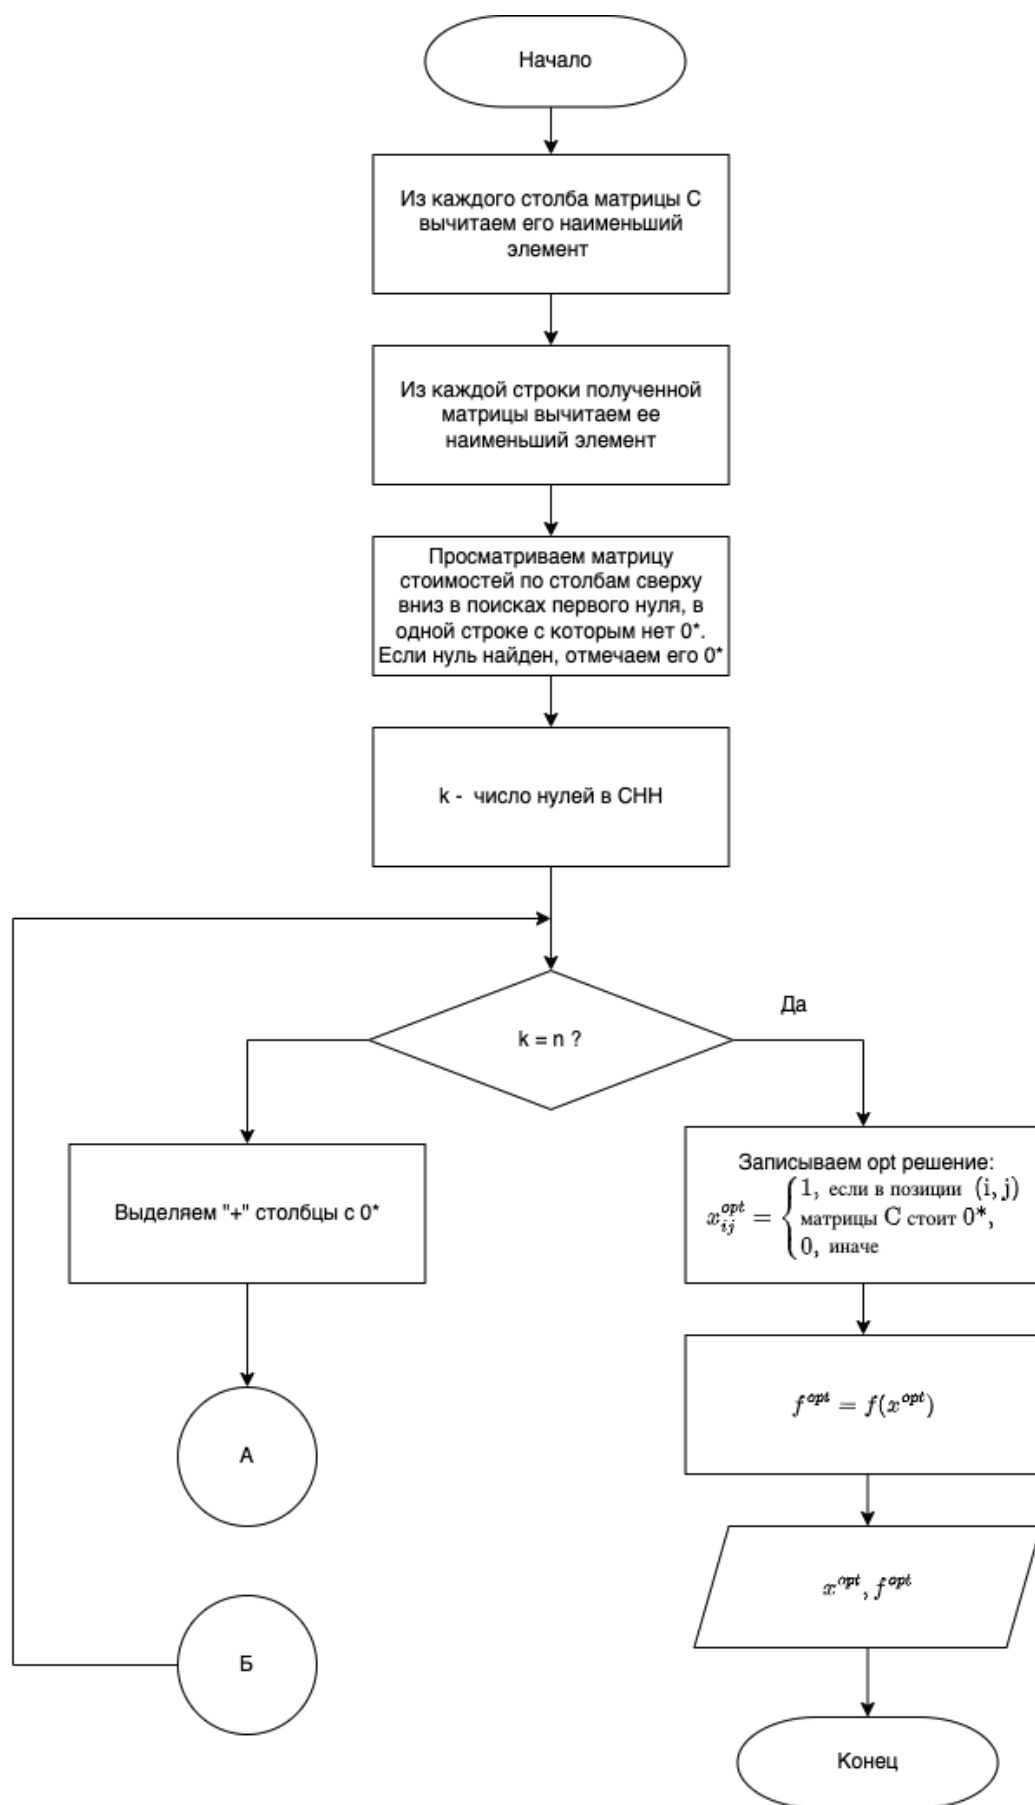 Начало
Из каждого столба матрицы С
вычитаем его наименьший
элемент
Из каждой строки полученной
матрицы вычитаем ее
наименьший элемент
Просматриваем матрицу
стоимостей по столбам сверху
вниз в поисках первого нуля, в
одной строке с которым нет 0*.
Если нуль найден, отмечаем его 0*
k - число нулей в СНН
Да
k = n ?
Выделяем "+" столбцы с 0*
Записываем opt решение:
1, если в позиции (i, j)
x_{ij}^{opt} = { матрицы C стоит 0*,
0, иначе
f^{opt} = f(x^{opt})
А
x^{opt}, f^{opt}
Б
Конец